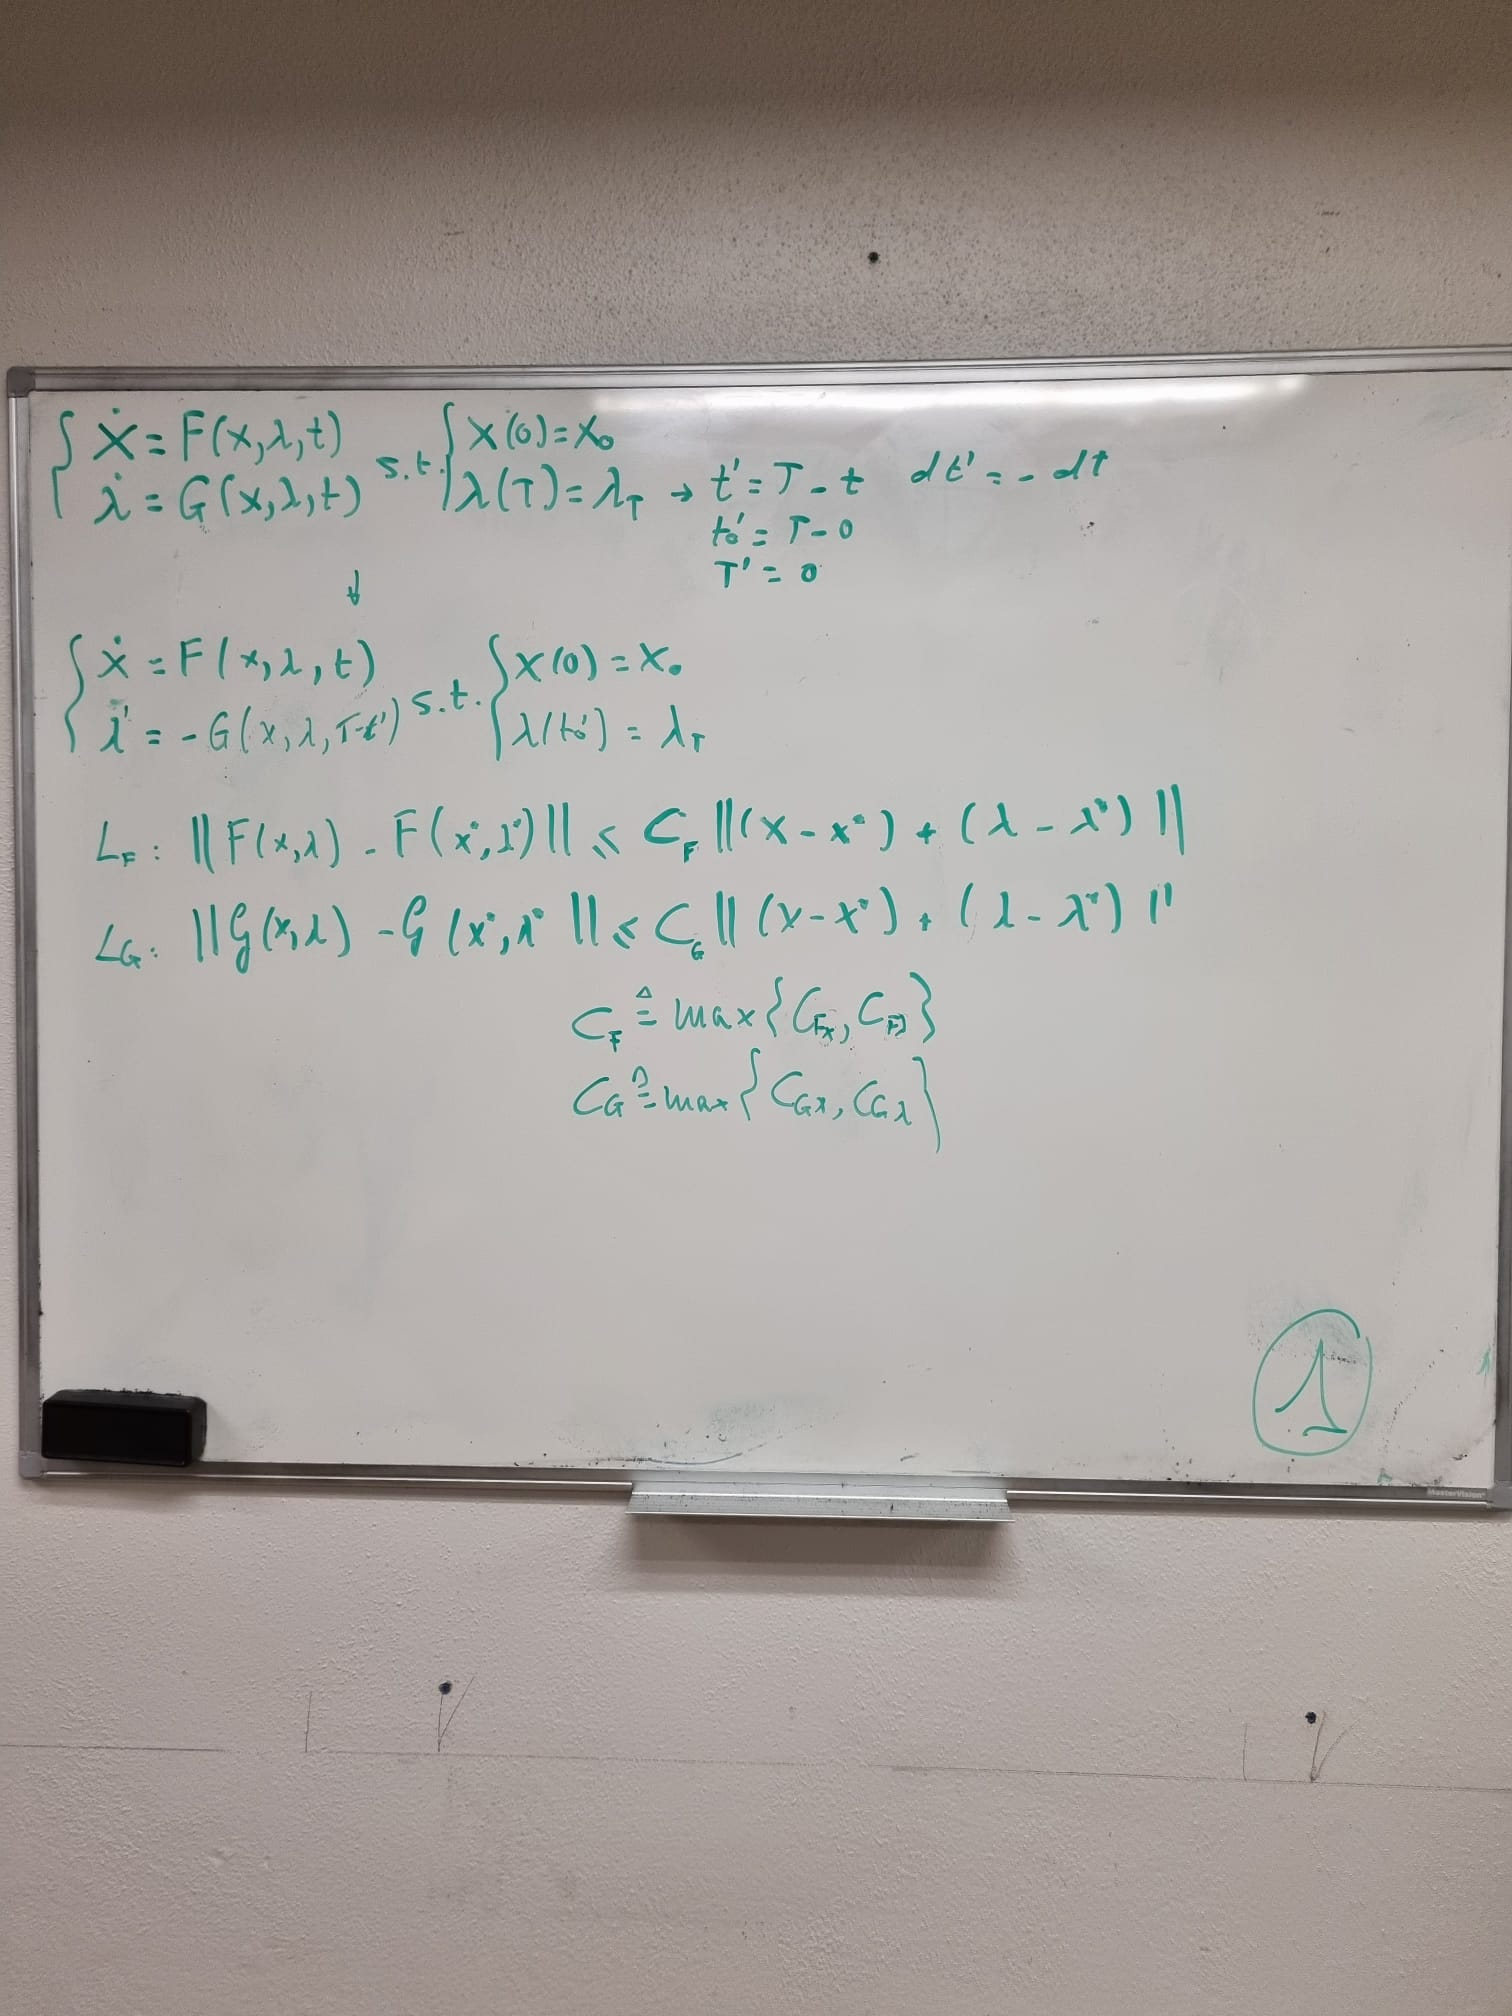 { ẋ = F(x,λ,t) s.t. { x(0)=x₀
{ λ̇ = G(x,λ,t) { λ(T)=λ_T → t'=T-t dt'=-dt
t₀'=T-0
T'=0
↓
{ ẋ = F(x,λ,t) s.t. { x(0)=x₀
{ λ' = -G(x,λ,T-t') { λ(t₀')=λ_T
L_F: ||F(x,λ) - F(x*,λ*)|| ≤ C_F ||(x-x*) + (λ-λ*)||
L_G: ||G(x,λ) - G(x*,λ* || ≤ C_G ||(x-x*) + (λ-λ*)||
C_F ≜ max{C_Fx, C_Fλ}
C_G ≜ max{C_Gx, C_Gλ}
1
MasterVision